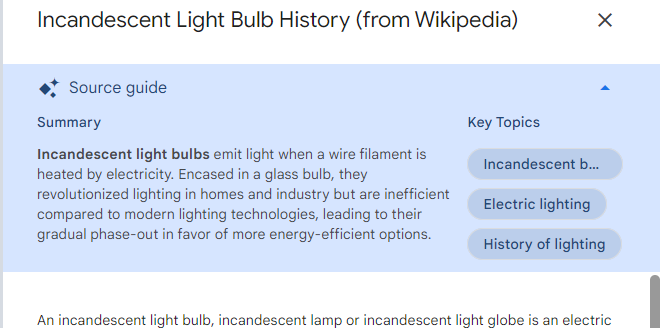 Incandescent Light Bulb History (from Wikipedia)
Source guide
Summary
Key Topics
Incandescent light bulbs emit light when a wire filament is
heated by electricity. Encased in a glass bulb, they
revolutionized lighting in homes and industry but are inefficient
compared to modern lighting technologies, leading to their
gradual phase-out in favor of more energy-efficient options.
Incandescent b...
Electric lighting
History of lighting
An incandescent light bulb, incandescent lamp or incandescent light globe is an electric